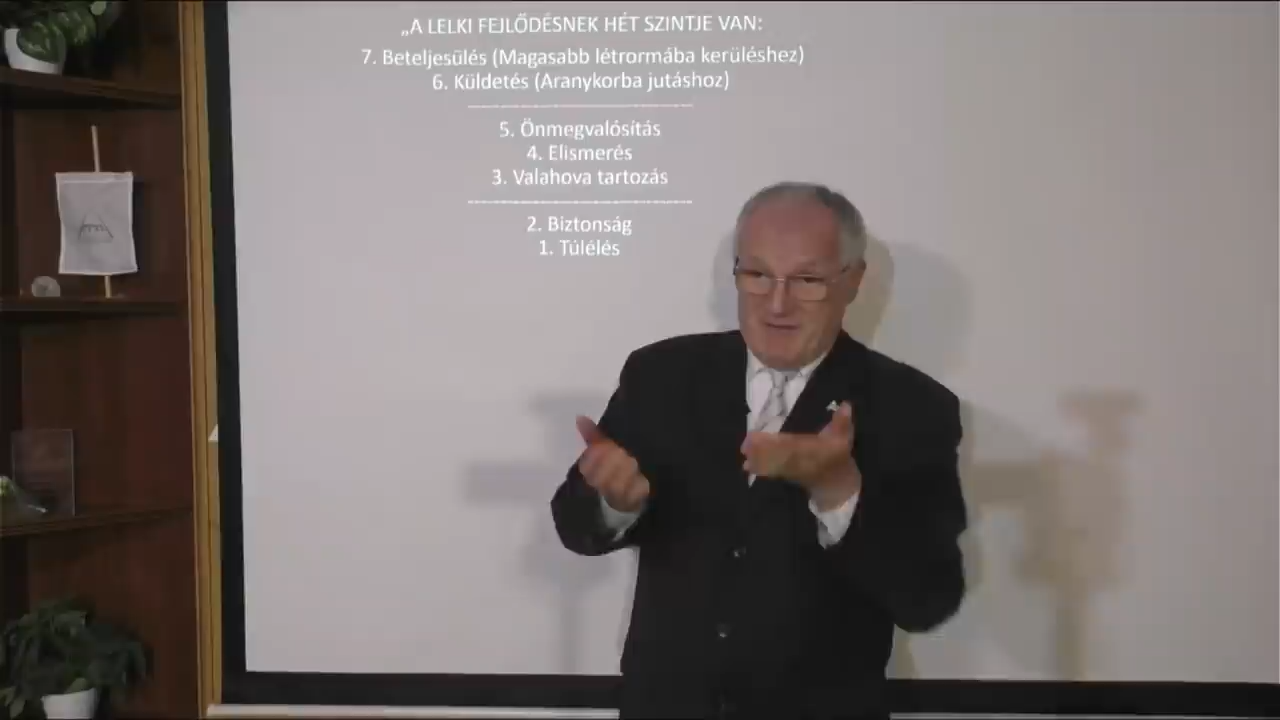 „A LELKI FEJLŐDÉSNEK HÉT SZINTJE VAN:
7. Beteljesülés (Magasabb létrormába kerüléshez)
6. Küldetés (Aranykorba jutáshoz)
5. Önmegvalósítás
4. Elismerés
3. Valahova tartozás
2. Biztonság
1. Túlélés